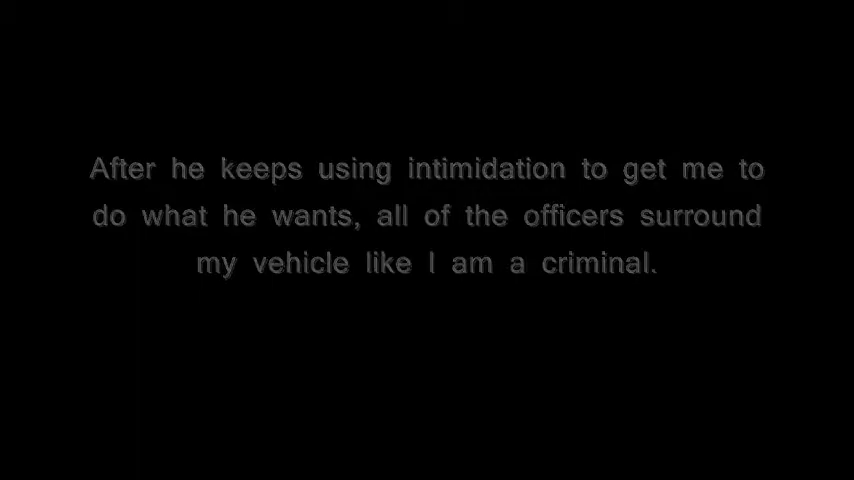 After he keeps using intimidation to get me to
do what he wants, all of the officers surround
my vehicle like I am a criminal.